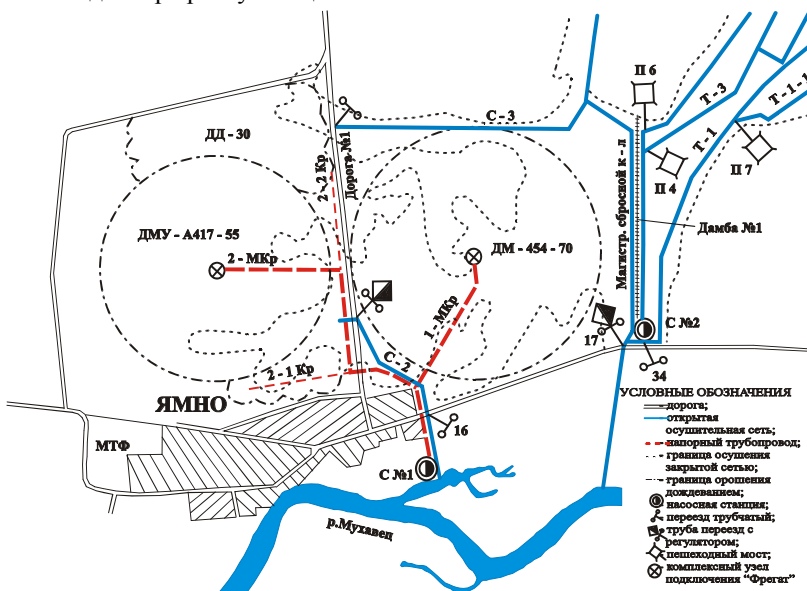 П 6
Т - 3
Т - 1 - 1
С - 3
Т - 1
ДД - 30
2 - 2 Кр
Дорога №1
П 4
П 7
Магистр. сбросной к - л
Дамба №1
ДМУ - А417 - 55
ДМ - 454 - 70
2 - МКр
1 - МКр
С №2
17
С - 2
34
2 - 1 Кр
ЯМНО
МТФ
16
С №1
р.Мухавец
УСЛОВНЫЕ ОБОЗНАЧЕНИЯ
дорога;
открытая
осушительная сеть;
напорный трубопровод;
граница осушения
закрытой сетью;
граница орошения
дождеванием;
насосная станция;
переезд трубчатый;
труба переезд с
регулятором;
пешеходный мост;
комплексный узел
подключения "Фрегат"